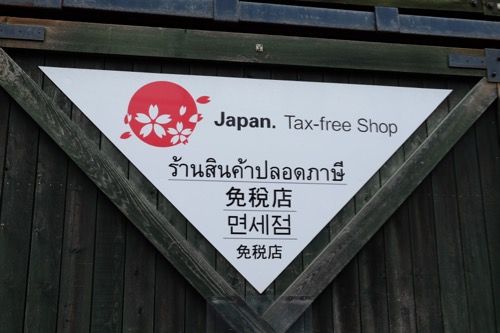 Japan. Tax-free Shop
ร้านสินค้าปลอดภาษี
免税店
면세점
免税店